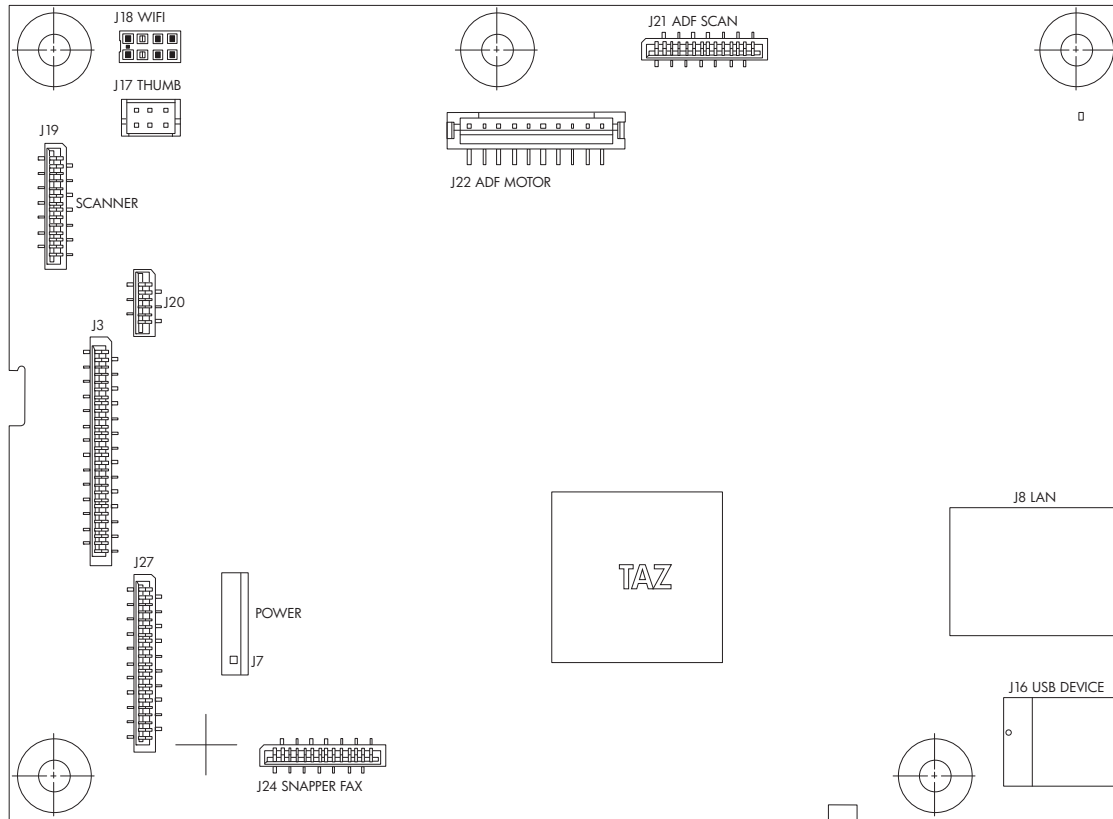 J18 WIFI
J21 ADF SCAN
J17 THUMB
J19
J22 ADF MOTOR
SCANNER
J20
J3
J8 LAN
J27
TAZ
POWER
J7
J16 USB DEVICE
J24 SNAPPER FAX